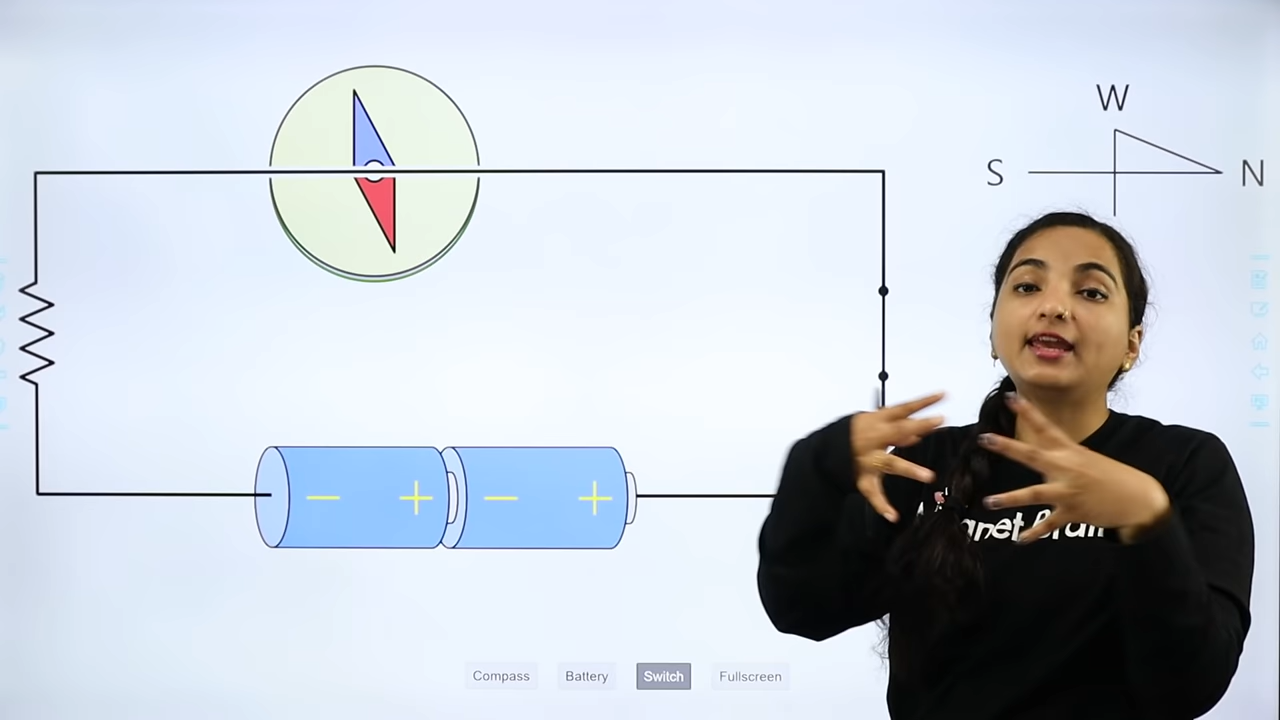 W
S
N
− + − +
Compass Battery Switch Fullscreen